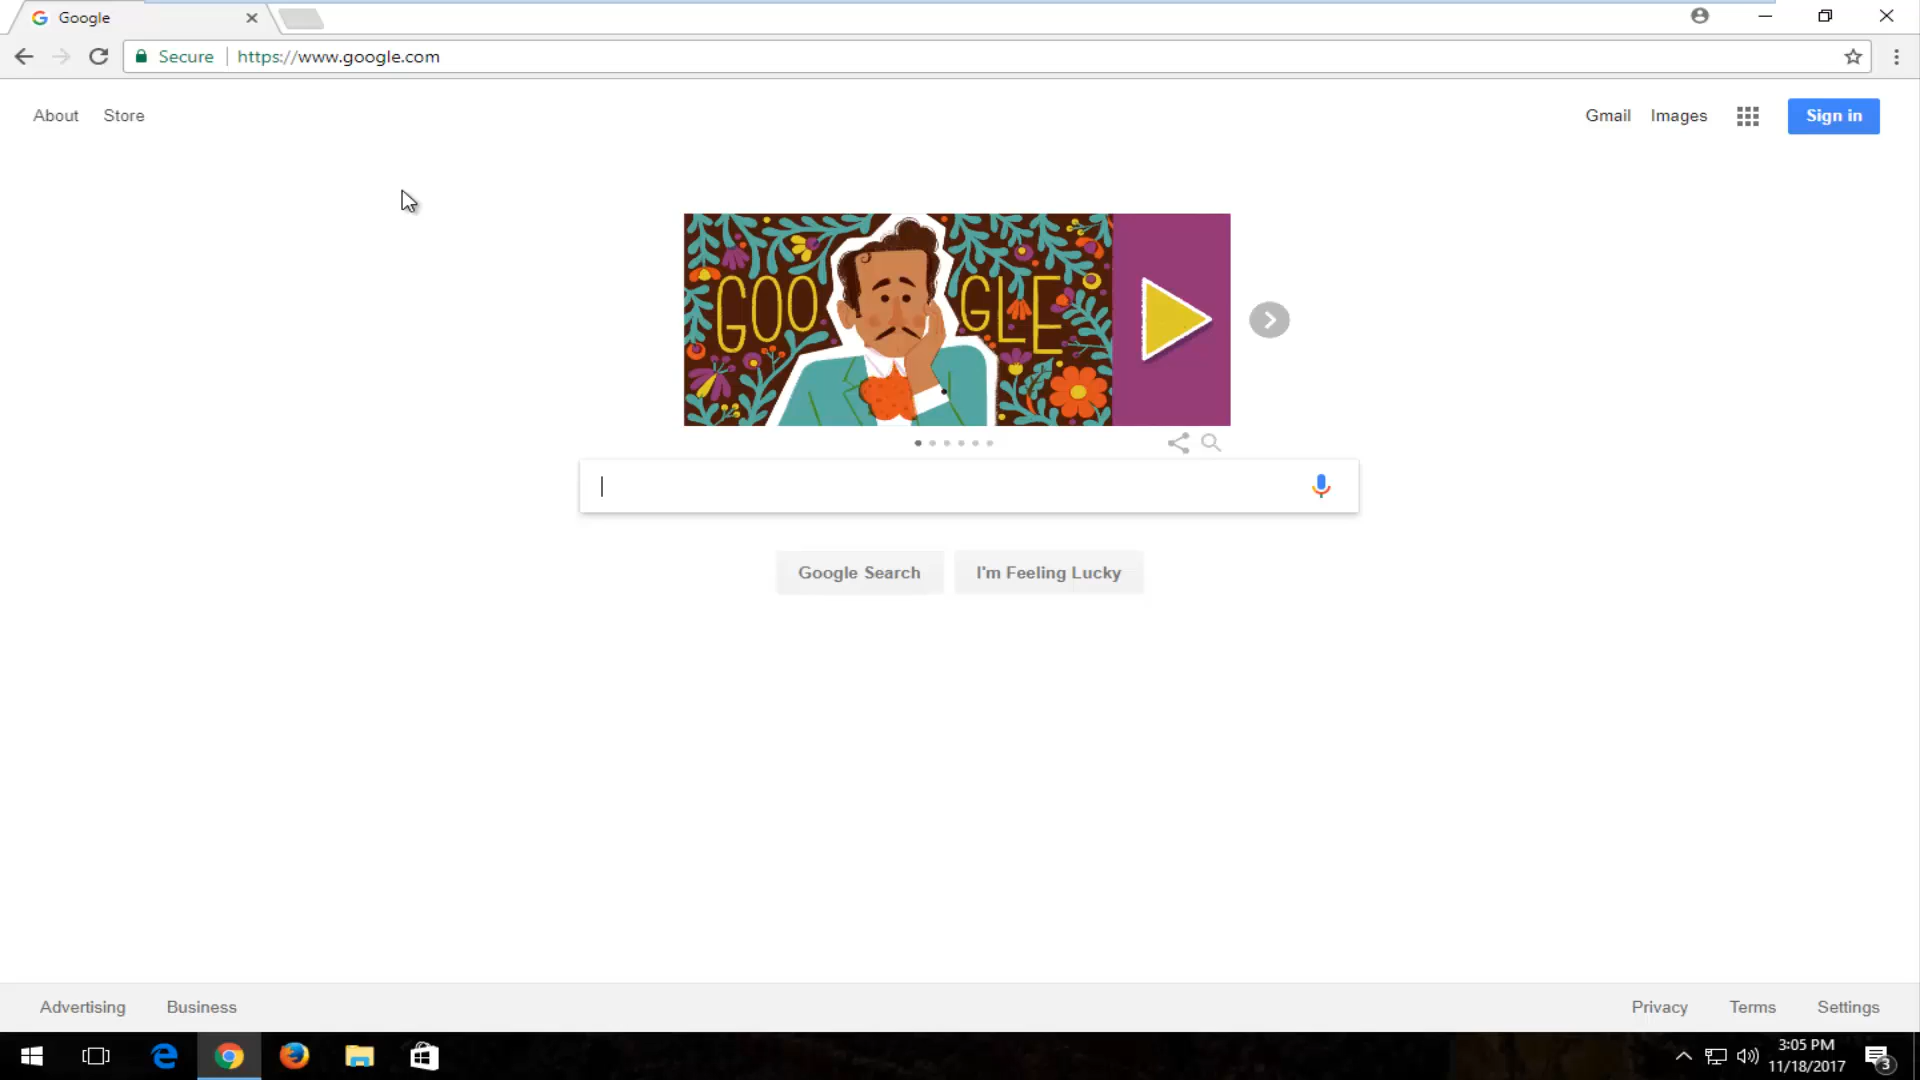 Google
Secure https://www.google.com
About Store
Gmail Images Sign in
GOOGLE
Google Search I'm Feeling Lucky
Advertising Business
Privacy Terms Settings
3:05 PM
11/18/2017
3